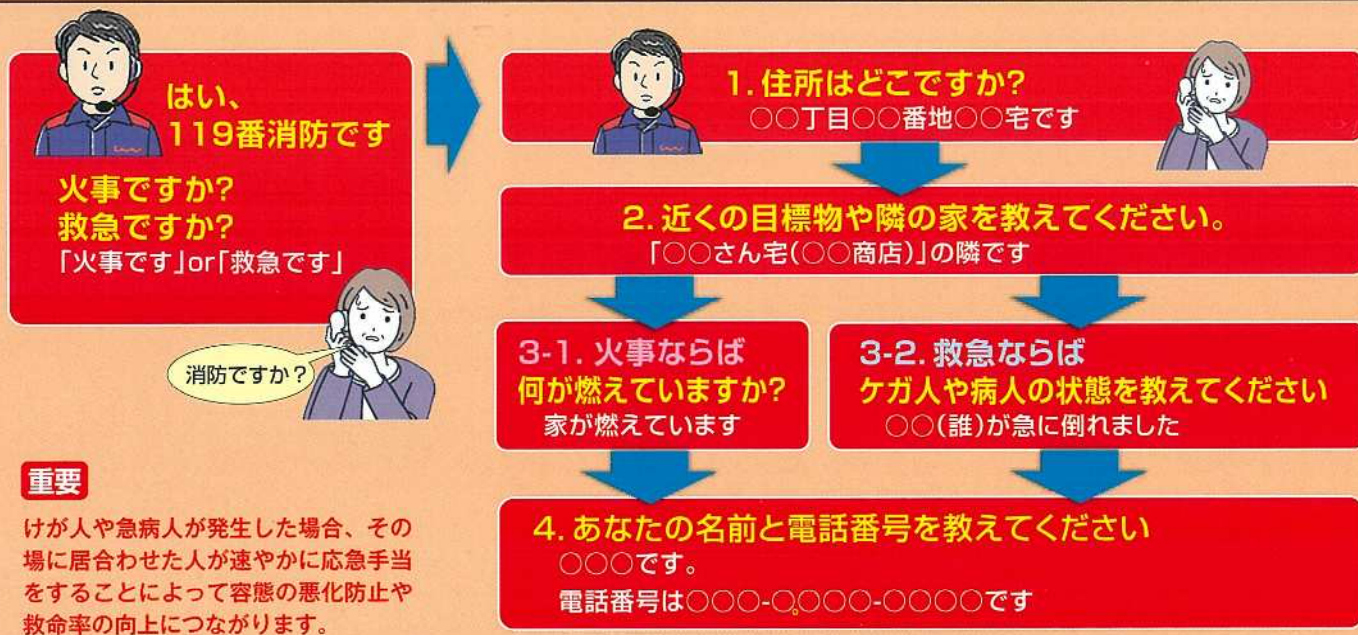 はい、
119番消防です
火事ですか?
救急ですか?
「火事です」or「救急です」
消防ですか?
重要
けが人や急病人が発生した場合、その
場に居合わせた人が速やかに応急手当
をすることによって容態の悪化防止や
救命率の向上につながります。
1. 住所はどこですか?
○○丁目○○番地○○宅です
2. 近くの目標物や隣の家を教えてください。
「○○さん宅(○○商店)」の隣です
3-1. 火事ならば
何が燃えていますか?
家が燃えています
3-2. 救急ならば
ケガ人や病人の状態を教えてください
○○(誰)が急に倒れました
4. あなたの名前と電話番号を教えてください
○○○です。
電話番号は○○○-○○○○-○○○○です